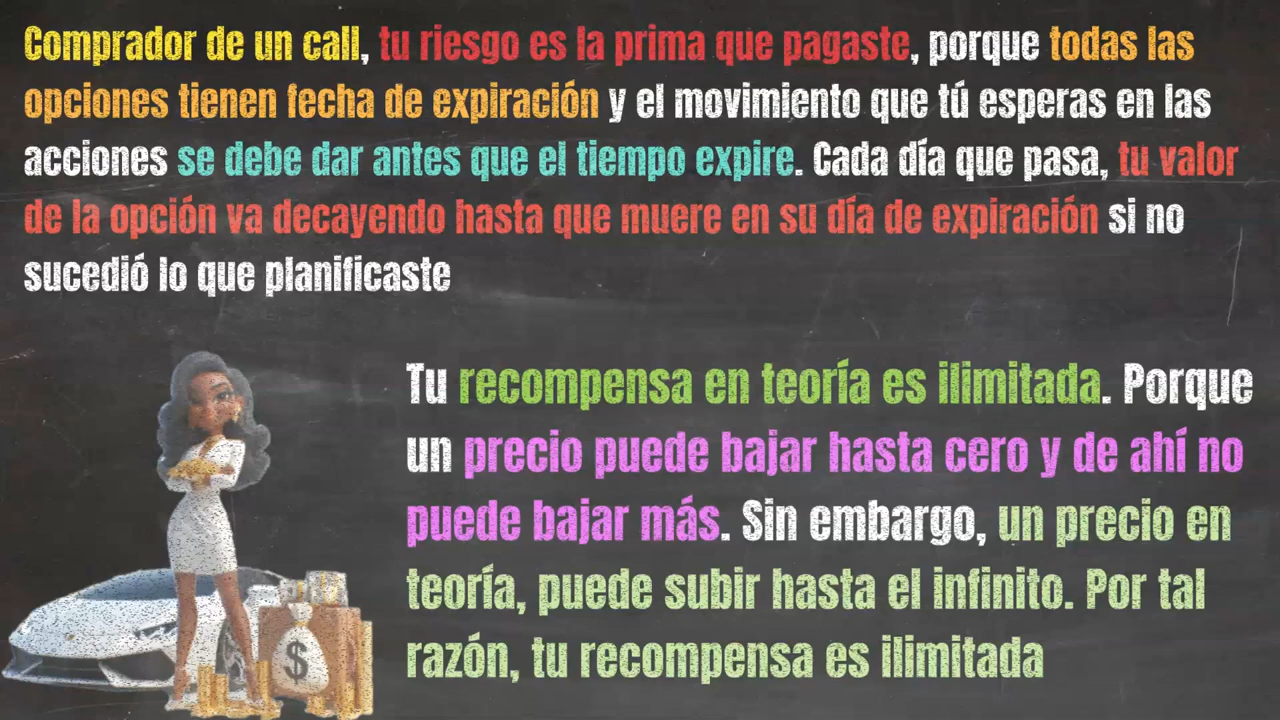 Comprador de un call, tu riesgo es la prima que pagaste, porque todas las
opciones tienen fecha de expiración y el movimiento que tú esperas en las
acciones se debe dar antes que el tiempo expire. Cada día que pasa, tu valor
de la opción va decayendo hasta que muere en su día de expiración si no
sucedió lo que planificaste
Tu recompensa en teoría es ilimitada. Porque
un precio puede bajar hasta cero y de ahí no
puede bajar más. Sin embargo, un precio en
teoría, puede subir hasta el infinito. Por tal
razón, tu recompensa es ilimitada
$